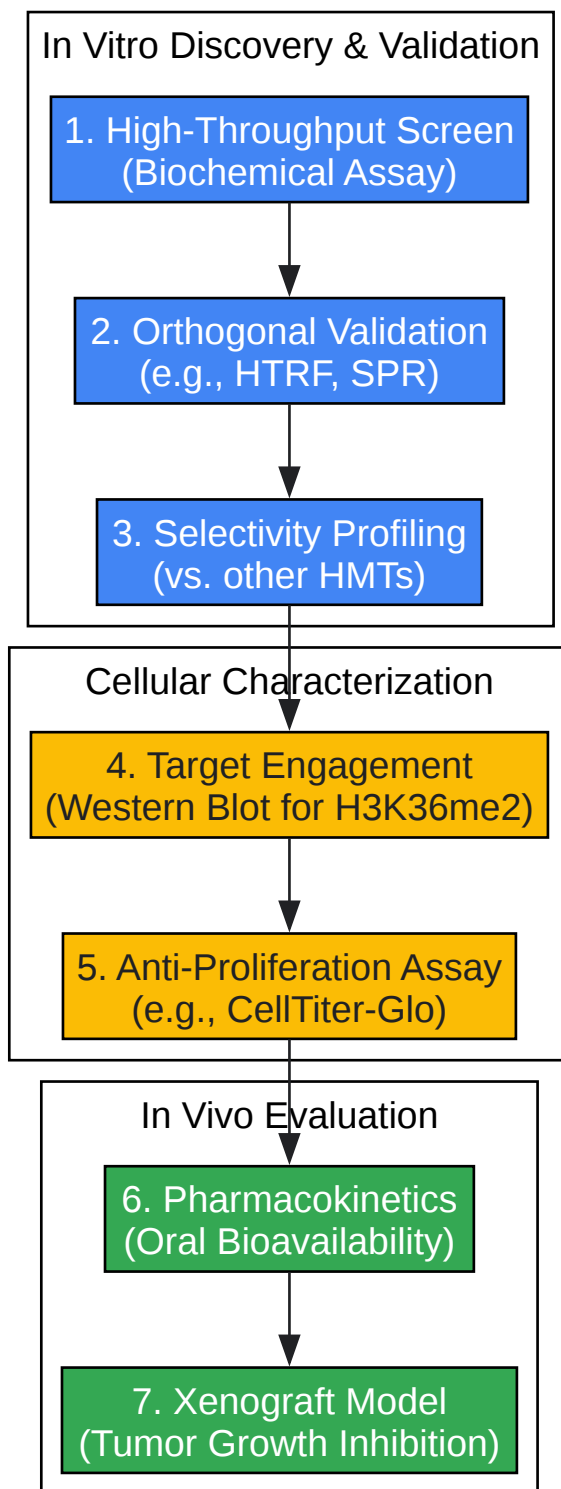 In Vitro Discovery & Validation
1. High-Throughput Screen
(Biochemical Assay)
2. Orthogonal Validation
(e.g., HTRF, SPR)
3. Selectivity Profiling
(vs. other HMTs)
Cellular Characterization
4. Target Engagement
(Western Blot for H3K36me2)
5. Anti-Proliferation Assay
(e.g., CellTiter-Glo)
In Vivo Evaluation
6. Pharmacokinetics
(Oral Bioavailability)
7. Xenograft Model
(Tumor Growth Inhibition)